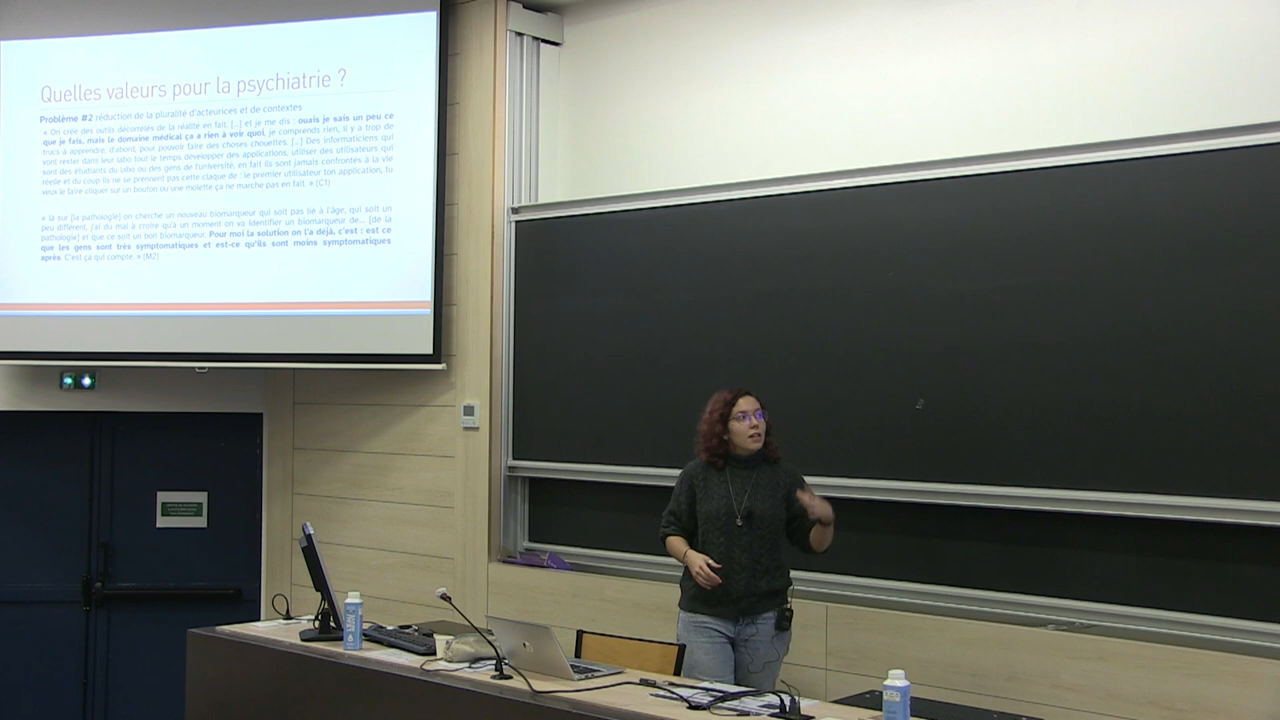 Quelles valeurs pour la psychiatrie ?
Problème #2 réduction de la pluralité d'acteurices et de contextes
« On crée des outils décorrélés de la réalité en fait. [...] et je me dis : ouais je sais un peu ce
que je fais, mais le domaine médical ça a rien à voir quoi, je comprends rien, il y a trop de
trucs à apprendre, d'abord, pour pouvoir faire des choses chouettes. [...] Des informaticiens qui
vont rester dans leur labo tout le temps développer des applications, utiliser des utilisateurs qui
sont des étudiants du labo ou des gens de l'université, en fait ils sont jamais confrontés à la vie
réelle et du coup ils ne se prennent pas cette claque de : le premier utilisateur ton application, tu
veux le faire cliquer sur un bouton ou une molette ça ne marche pas en fait. » (C1)
« là sur [la pathologie] on cherche un nouveau biomarqueur qui soit pas lié à l'âge, qui soit un
peu différent, j'ai du mal à croire qu'à un moment on va identifier un biomarqueur de... [de la
pathologie] et que ce soit un bon biomarqueur. Pour moi la solution on l'a déjà, c'est : est ce
que les gens sont très symptomatiques et est-ce qu'ils sont moins symptomatiques
après. C'est ça qui compte. » (M2)